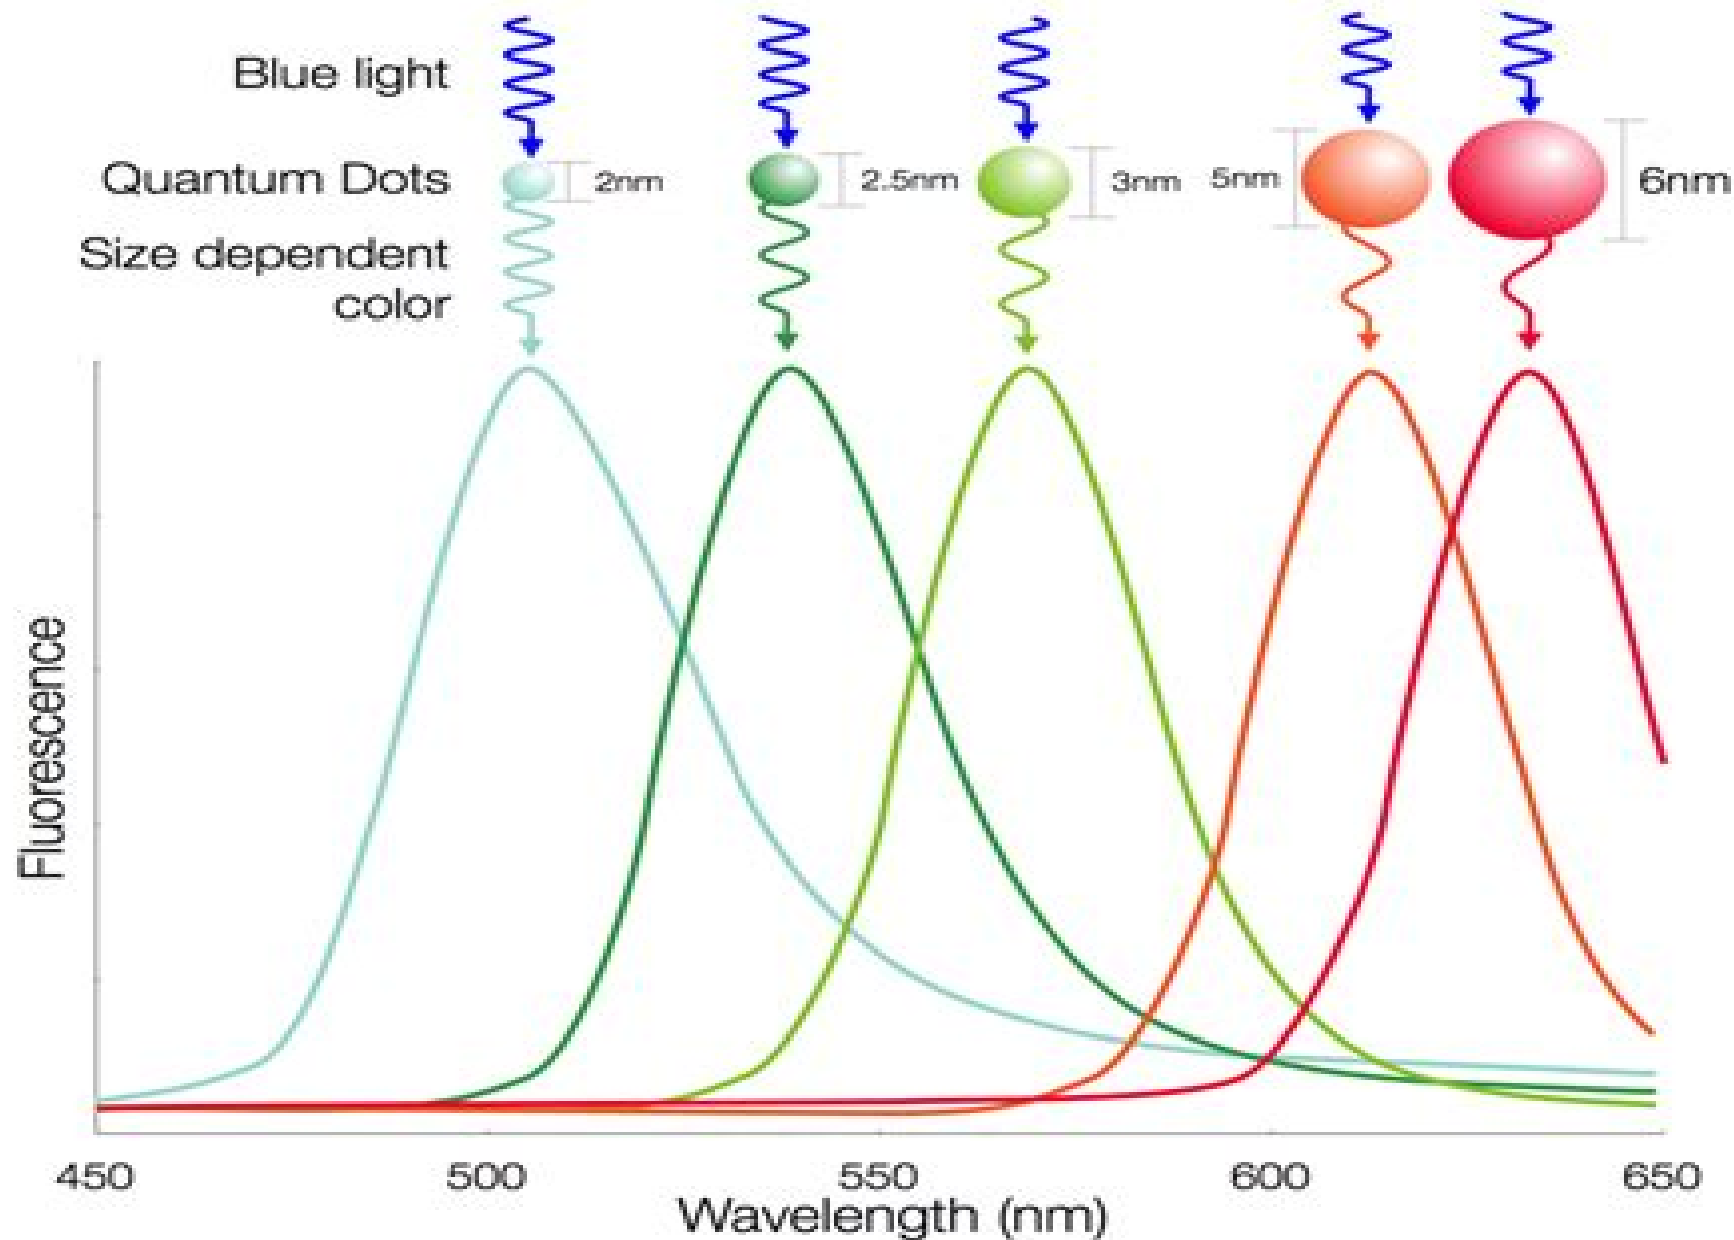 Blue light
Quantum Dots
2nm
2.5nm
3nm
5nm
6nm
Size dependent
color
Fluorescence
450
500
550
600
650
Wavelength (nm)